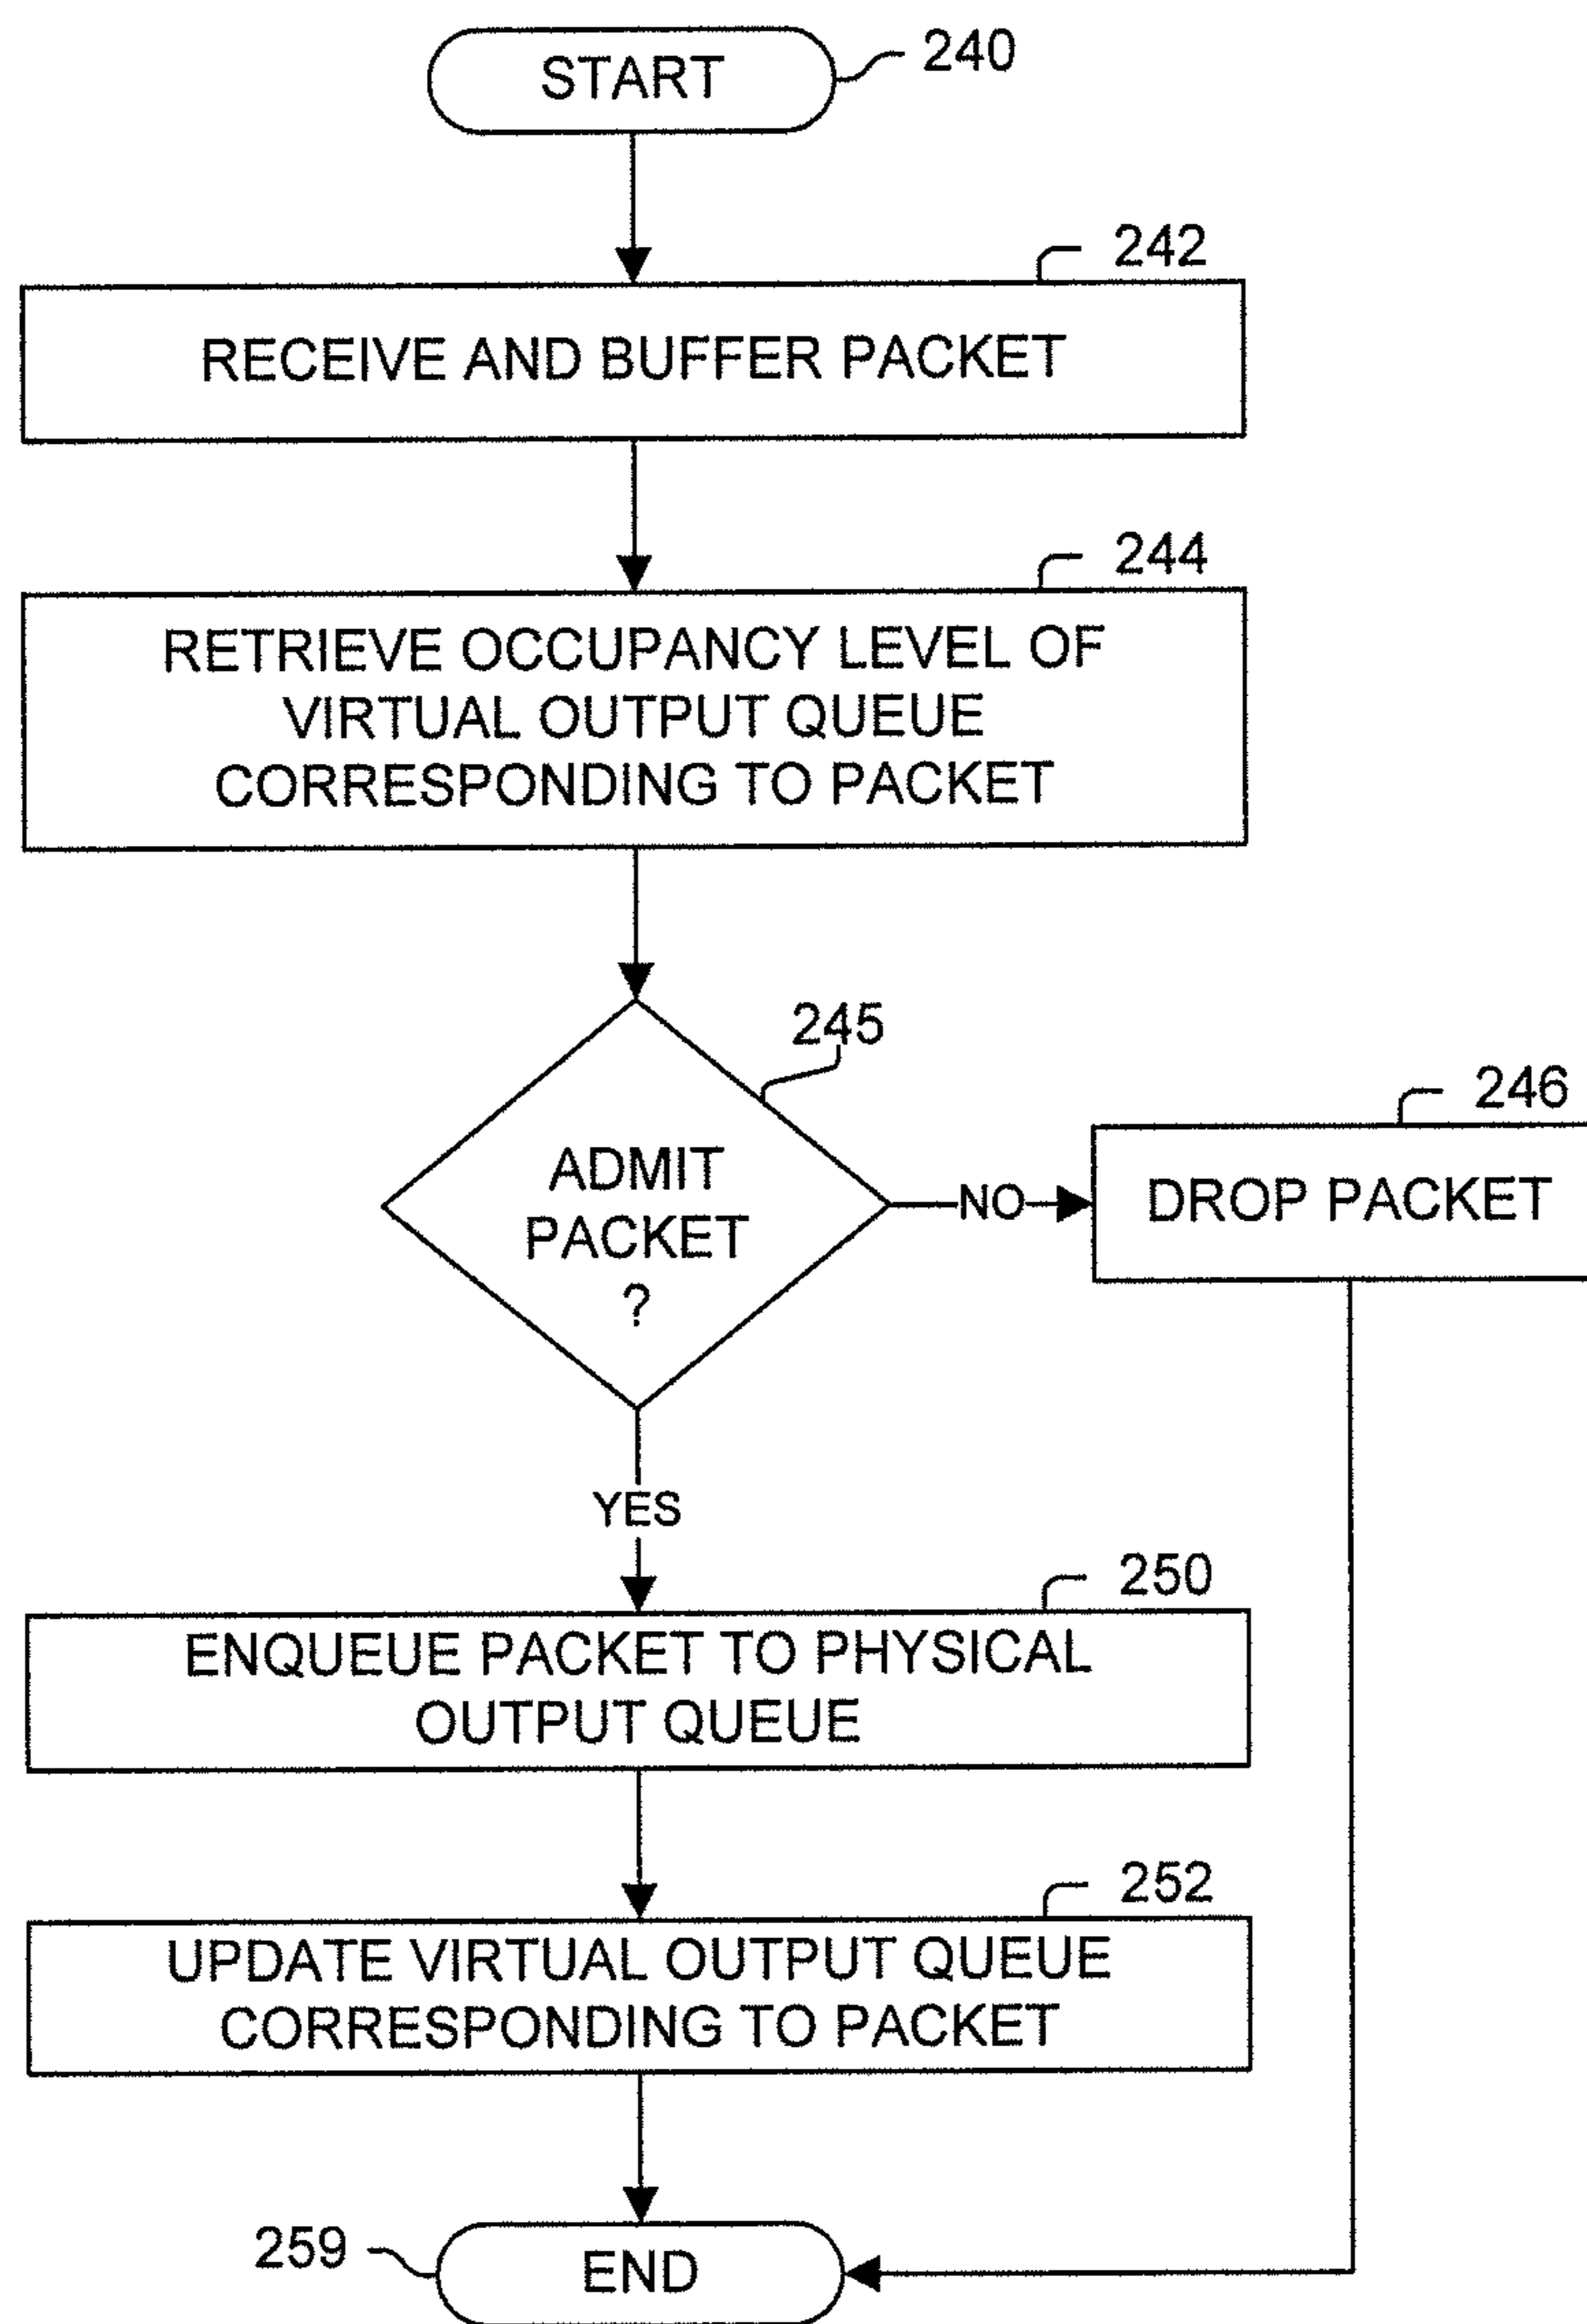 START
240
242
RECEIVE AND BUFFER PACKET
244
RETRIEVE OCCUPANCY LEVEL OF
VIRTUAL OUTPUT QUEUE
CORRESPONDING TO PACKET
245
ADMIT
PACKET
?
NO
246
DROP PACKET
YES
250
ENQUEUE PACKET TO PHYSICAL
OUTPUT QUEUE
252
UPDATE VIRTUAL OUTPUT QUEUE
CORRESPONDING TO PACKET
259
END